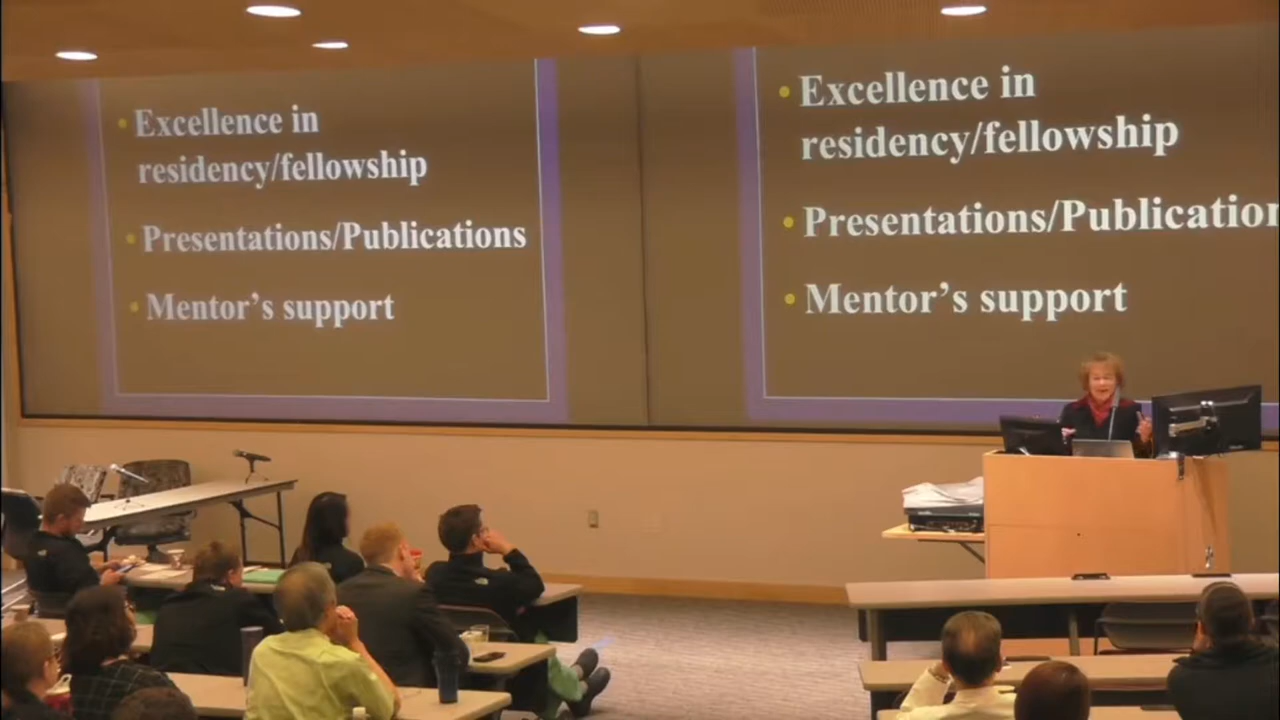 • Excellence in
residency/fellowship
• Presentations/Publications
• Mentor's support
• Excellence in
residency/fellowship
• Presentations/Publication
• Mentor's support